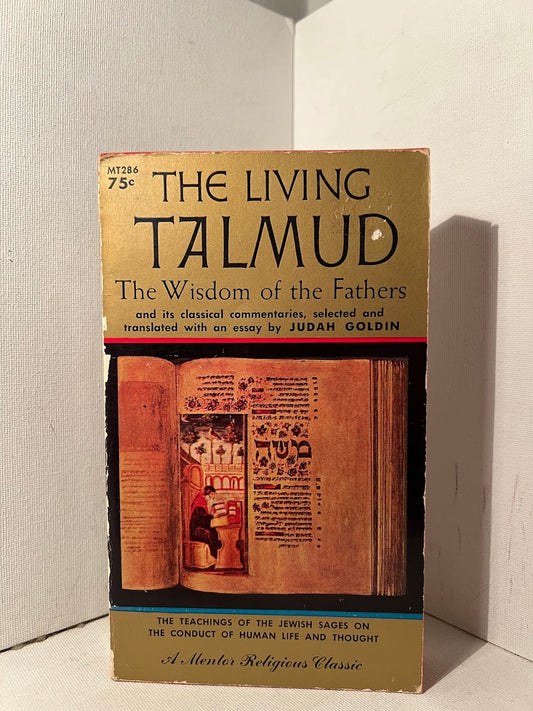 MT286
75c
THE LIVING
TALMUD
The Wisdom of the Fathers
and its classical commentaries, selected and
translated with an essay by JUDAH GOLDIN
משה
THE TEACHINGS OF THE JEWISH SAGES ON
THE CONDUCT OF HUMAN LIFE AND THOUGHT
A Mentor Religious Classic